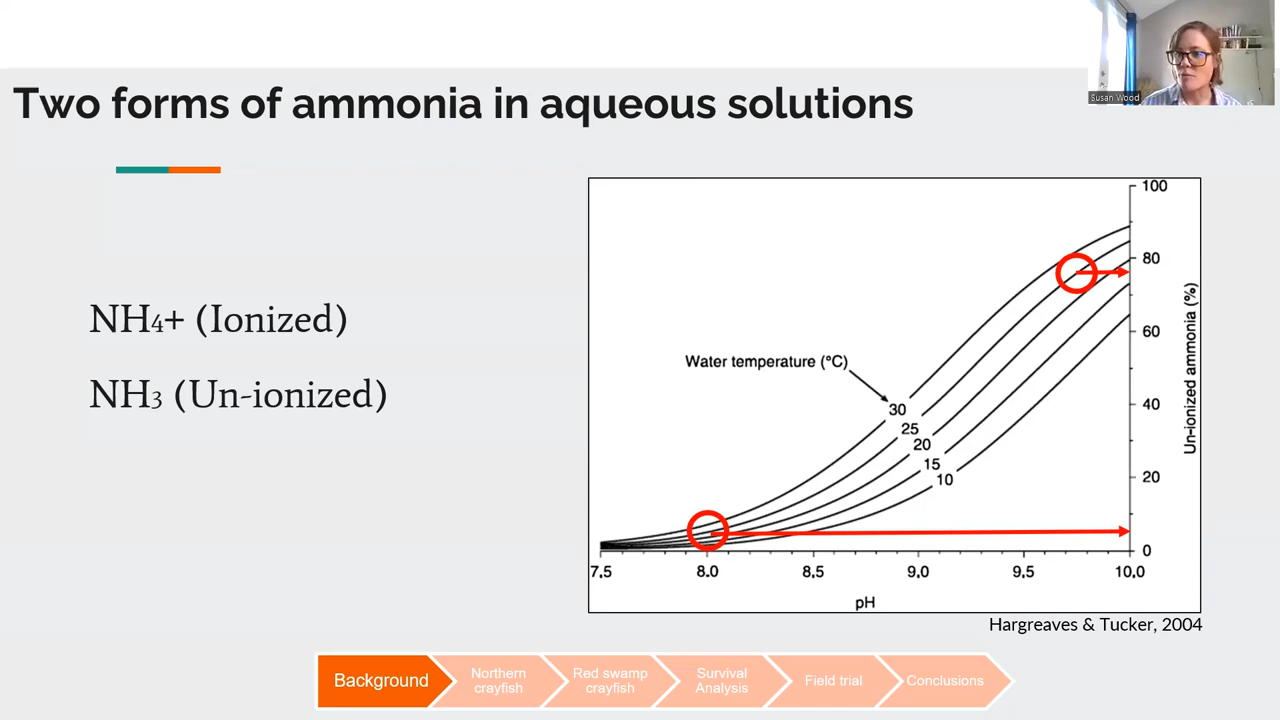 Susan Wood
Two forms of ammonia in aqueous solutions
NH4+ (Ionized)
NH3 (Un-ionized)
Water temperature (°C)
30
25
20
15
10
100
80
60
40
20
0
Un-ionized ammonia (%)
7.5 8.0 8.5 9.0 9.5 10.0
pH
Hargreaves & Tucker, 2004
Background
Northern
crayfish
Red swamp
crayfish
Survival
Analysis
Field trial
Conclusions